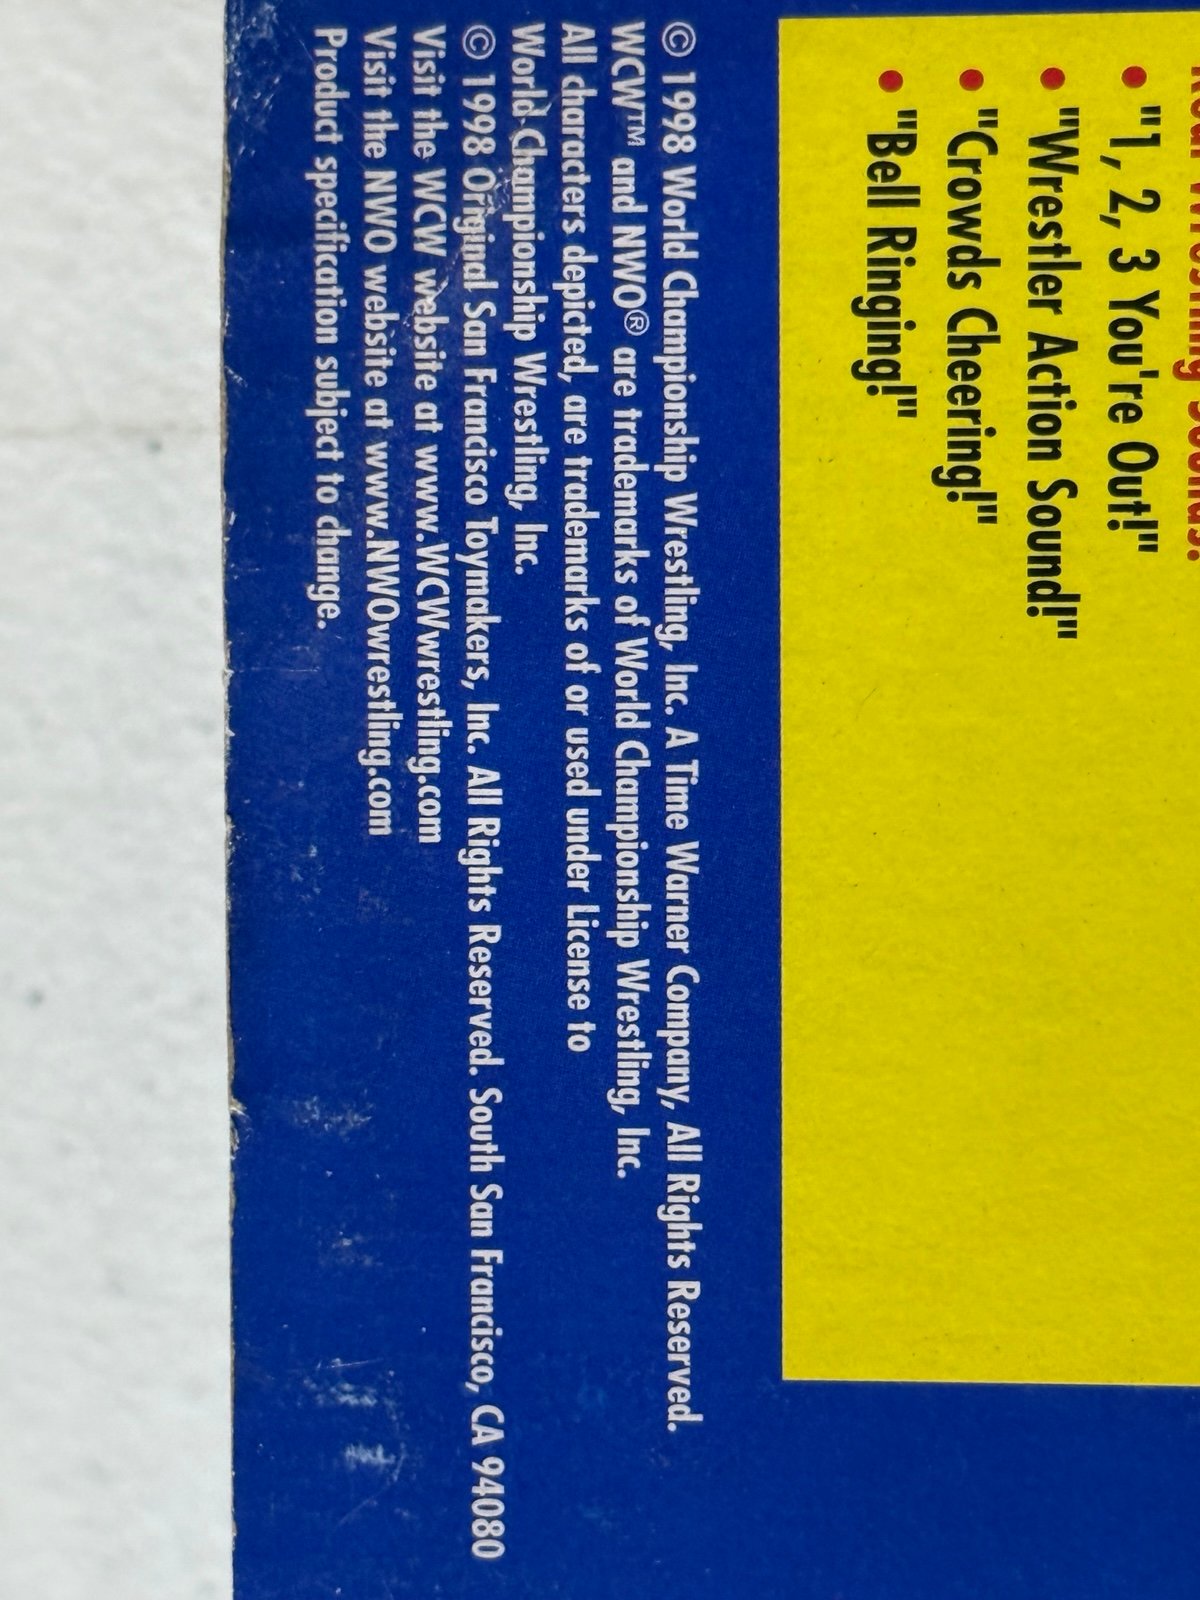 Real Wrestling Sounds:
• "1, 2, 3 You're Out!"
• "Wrestler Action Sound!"
• "Crowds Cheering!"
• "Bell Ringing!"
© 1998 World Championship Wrestling, Inc. A Time Warner Company, All Rights Reserved.
WCW™ and NWO® are trademarks of World Championship Wrestling, Inc.
All characters depicted, are trademarks of or used under License to
World Championship Wrestling, Inc.
© 1998 Original San Francisco Toymakers, Inc. All Rights Reserved. South San Francisco, CA 94080
Visit the WCW website at www.WCWwrestling.com
Visit the NWO website at www.NWOwrestling.com
Product specification subject to change.